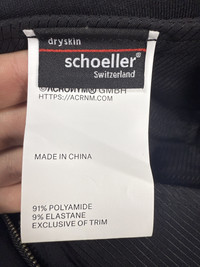 dryskin
schoeller®
Switzerland
©ACRONYM® GMBH
HTTPS://ACRNM.COM
MADE IN CHINA
91% POLYAMIDE
9% ELASTANE
EXCLUSIVE OF TRIM